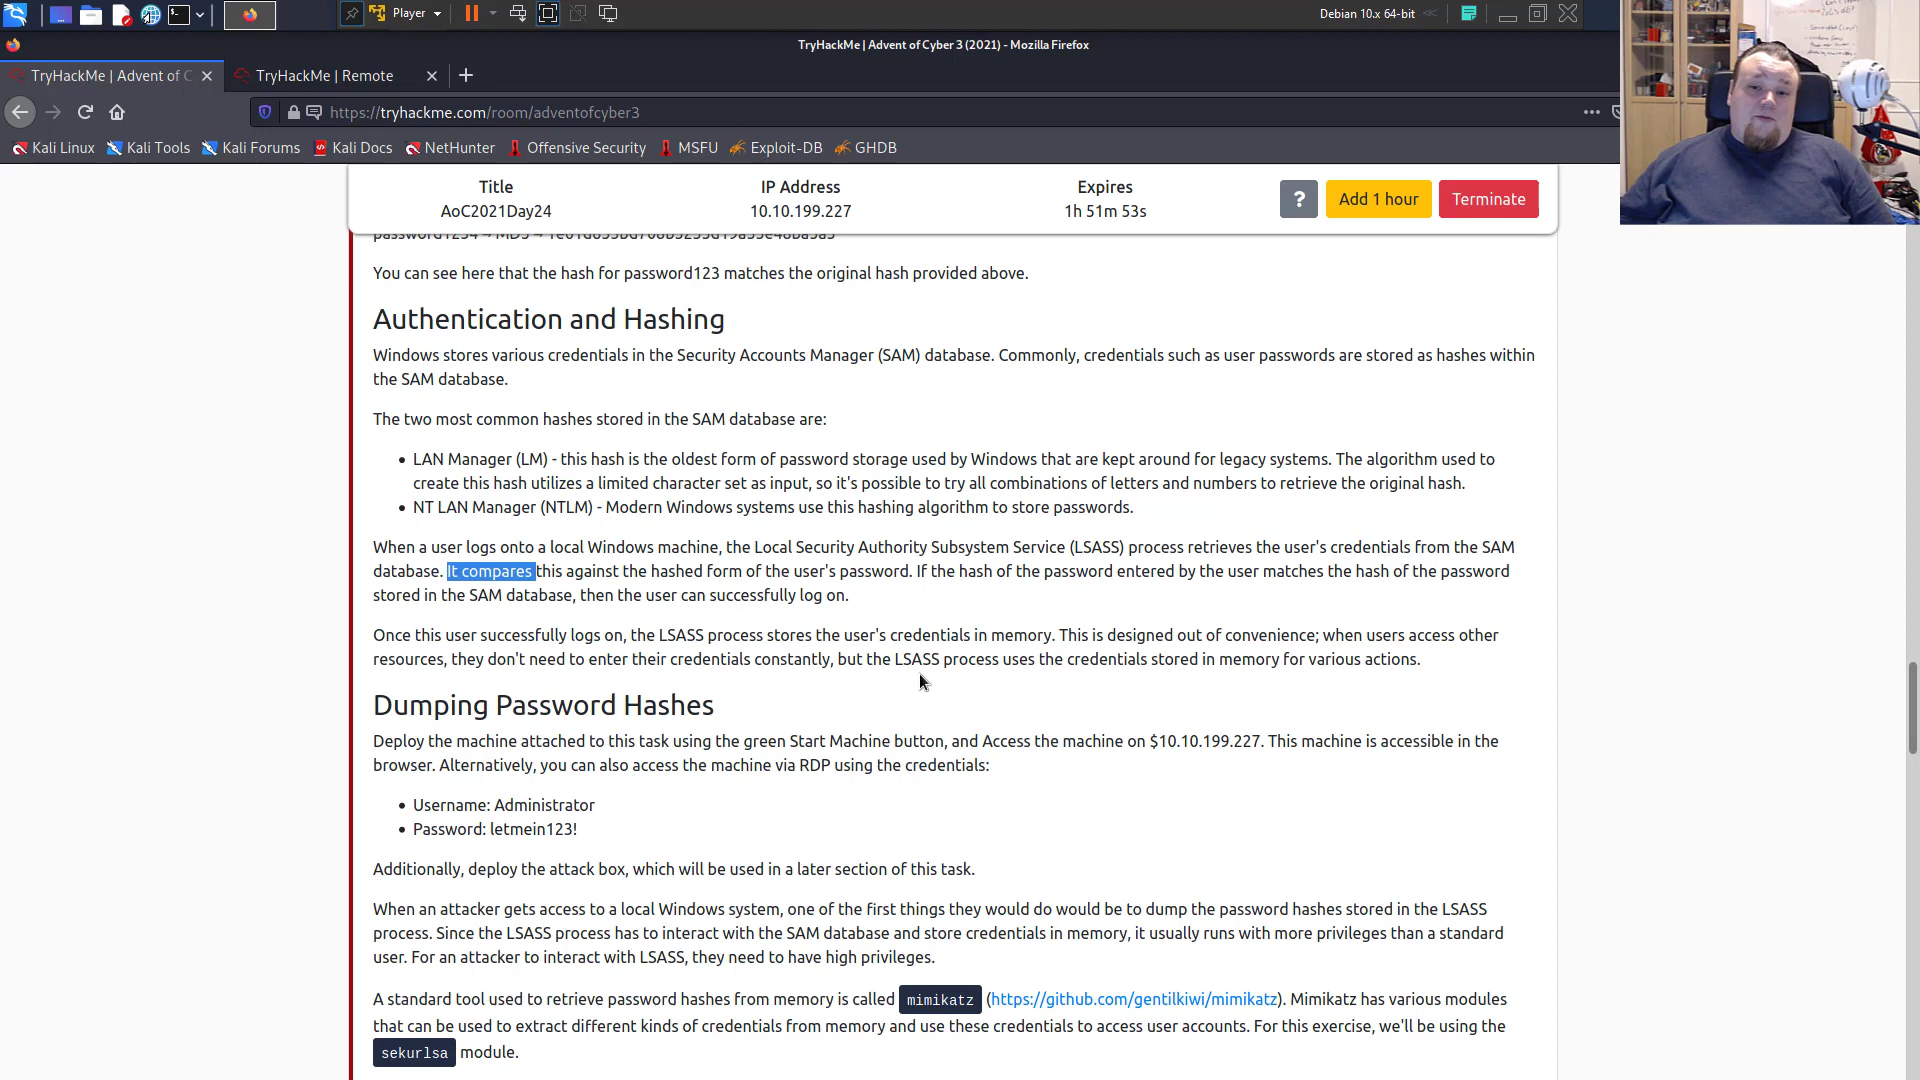 Player
Debian 10.x 64-bit
TryHackMe | Advent of Cyber 3 (2021) - Mozilla Firefox
TryHackMe | Advent of C
TryHackMe | Remote
https://tryhackme.com/room/adventofcyber3
Kali Linux
Kali Tools
Kali Forums
Kali Docs
NetHunter
Offensive Security
MSFU
Exploit-DB
GHDB
Title
IP Address
Expires
AoC2021Day24
10.10.199.227
1h 51m 53s
?
Add 1 hour
Terminate
You can see here that the hash for password123 matches the original hash provided above.
Authentication and Hashing
Windows stores various credentials in the Security Accounts Manager (SAM) database. Commonly, credentials such as user passwords are stored as hashes within
the SAM database.
The two most common hashes stored in the SAM database are:
• LAN Manager (LM) - this hash is the oldest form of password storage used by Windows that are kept around for legacy systems. The algorithm used to
create this hash utilizes a limited character set as input, so it's possible to try all combinations of letters and numbers to retrieve the original hash.
• NT LAN Manager (NTLM) - Modern Windows systems use this hashing algorithm to store passwords.
When a user logs onto a local Windows machine, the Local Security Authority Subsystem Service (LSASS) process retrieves the user's credentials from the SAM
database. It compares this against the hashed form of the user's password. If the hash of the password entered by the user matches the hash of the password
stored in the SAM database, then the user can successfully log on.
Once this user successfully logs on, the LSASS process stores the user's credentials in memory. This is designed out of convenience; when users access other
resources, they don't need to enter their credentials constantly, but the LSASS process uses the credentials stored in memory for various actions.
Dumping Password Hashes
Deploy the machine attached to this task using the green Start Machine button, and Access the machine on $10.10.199.227. This machine is accessible in the
browser. Alternatively, you can also access the machine via RDP using the credentials:
• Username: Administrator
• Password: letmein123!
Additionally, deploy the attack box, which will be used in a later section of this task.
When an attacker gets access to a local Windows system, one of the first things they would do would be to dump the password hashes stored in the LSASS
process. Since the LSASS process has to interact with the SAM database and store credentials in memory, it usually runs with more privileges than a standard
user. For an attacker to interact with LSASS, they need to have high privileges.
A standard tool used to retrieve password hashes from memory is called mimikatz (https://github.com/gentilkiwi/mimikatz). Mimikatz has various modules
that can be used to extract different kinds of credentials from memory and use these credentials to access user accounts. For this exercise, we'll be using the
sekurlsa module.